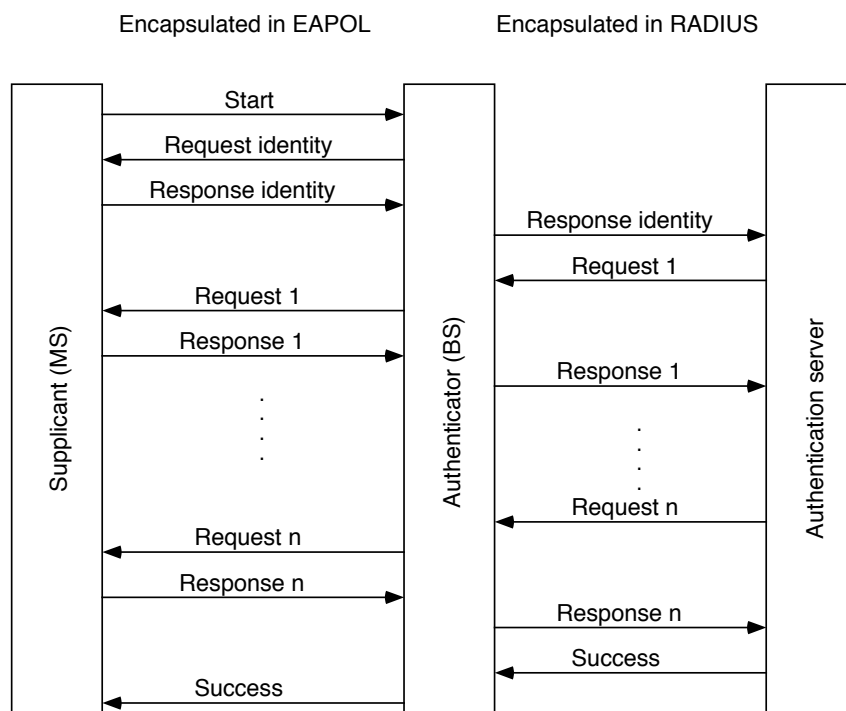 Encapsulated in EAPOL
Encapsulated in RADIUS
Start
Request identity
Response identity
Response identity
Request 1
Request 1
Response 1
Response 1
.
.
.
.
.
.
.
.
Request n
Request n
Response n
Response n
Success
Success
Supplicant (MS)
Authenticator (BS)
Authentication server